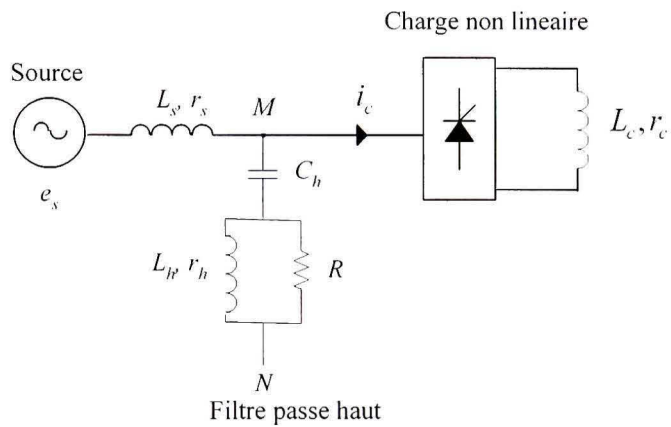 Charge non lineaire
Source
L_s, r_s
M
i_c
L_c, r_c
e_s
C_h
L_h, r_h
R
N
Filtre passe haut